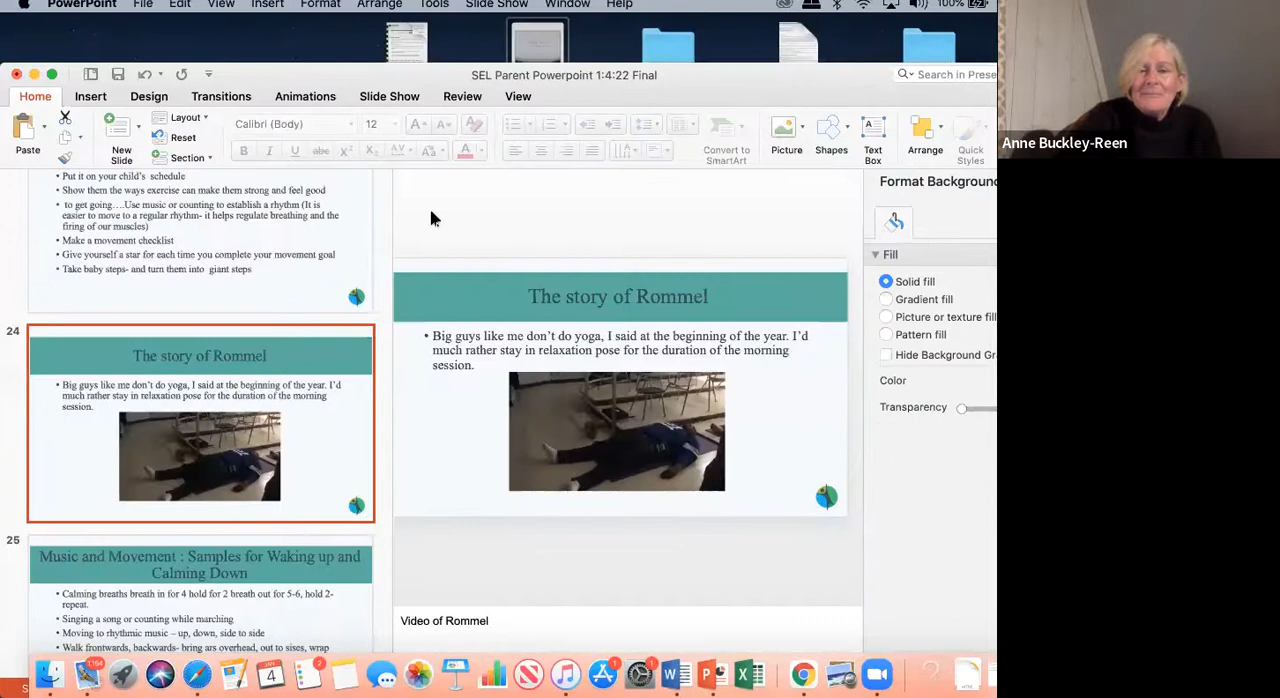 PowerPoint File Edit View Insert Format Arrange Tools Slide Show Window Help 100%
SEL Parent Powerpoint 1:4:22 Final
Search in Prese
Home Insert Design Transitions Animations Slide Show Review View
Paste
New Slide
Layout
Reset
Section
Calibri (Body) 12
Convert to SmartArt
Picture
Shapes
Text Box
Arrange
Quick Styles
Put it on your child's schedule
Show them the ways exercise can make them strong and feel good
to get going….Use music or counting to establish a rhythm (It is
easier to move to a regular rhythm- it helps regulate breathing and the
firing of our muscles)
Make a movement checklist
Give yourself a star for each time you complete your movement goal
Take baby steps- and turn them into giant steps
24
The story of Rommel
• Big guys like me don't do yoga, I said at the beginning of the year. I'd
much rather stay in relaxation pose for the duration of the morning
session.
25
Music and Movement : Samples for Waking up and
Calming Down
• Calming breaths breath in for 4 hold for 2 breath out for 5-6, hold 2-
repeat.
• Singing a song or counting while marching
• Moving to rhythmic music – up, down, side to side
• Walk frontwards, backwards- bring ars overhead, out to sises, wrap
The story of Rommel
• Big guys like me don't do yoga, I said at the beginning of the year. I'd
much rather stay in relaxation pose for the duration of the morning
session.
Video of Rommel
Format Background
Fill
Solid fill
Gradient fill
Picture or texture fill
Pattern fill
Hide Background Gr
Color
Transparency
Anne Buckley-Reen